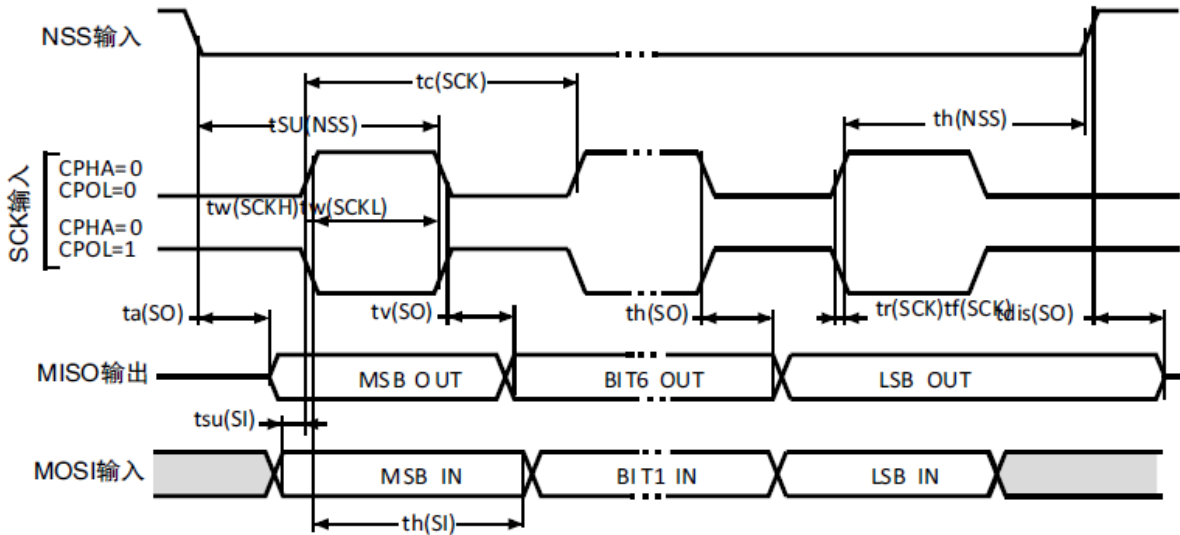 NSS输入
tc(SCK)
tSU(NSS)
th(NSS)
SCK输入
CPHA=0
CPOL=0
tw(SCKH)tw(SCKL)
CPHA=0
CPOL=1
ta(SO)
tv(SO)
th(SO)
tr(SCK)tf(SCK)
tdis(SO)
MISO输出
MSB OUT
BIT6 OUT
LSB OUT
tsu(SI)
MOSI输入
MSB IN
BIT1 IN
LSB IN
th(SI)